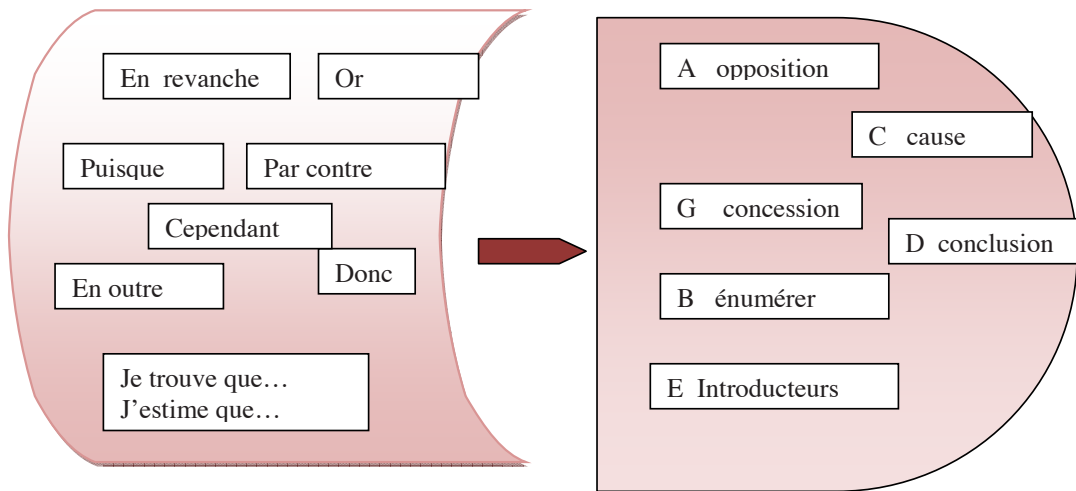 En revanche
Or
Puisque
Par contre
Cependant
Donc
En outre
Je trouve que…
J'estime que…
A opposition
C cause
G concession
D conclusion
B énumérer
E Introducteurs